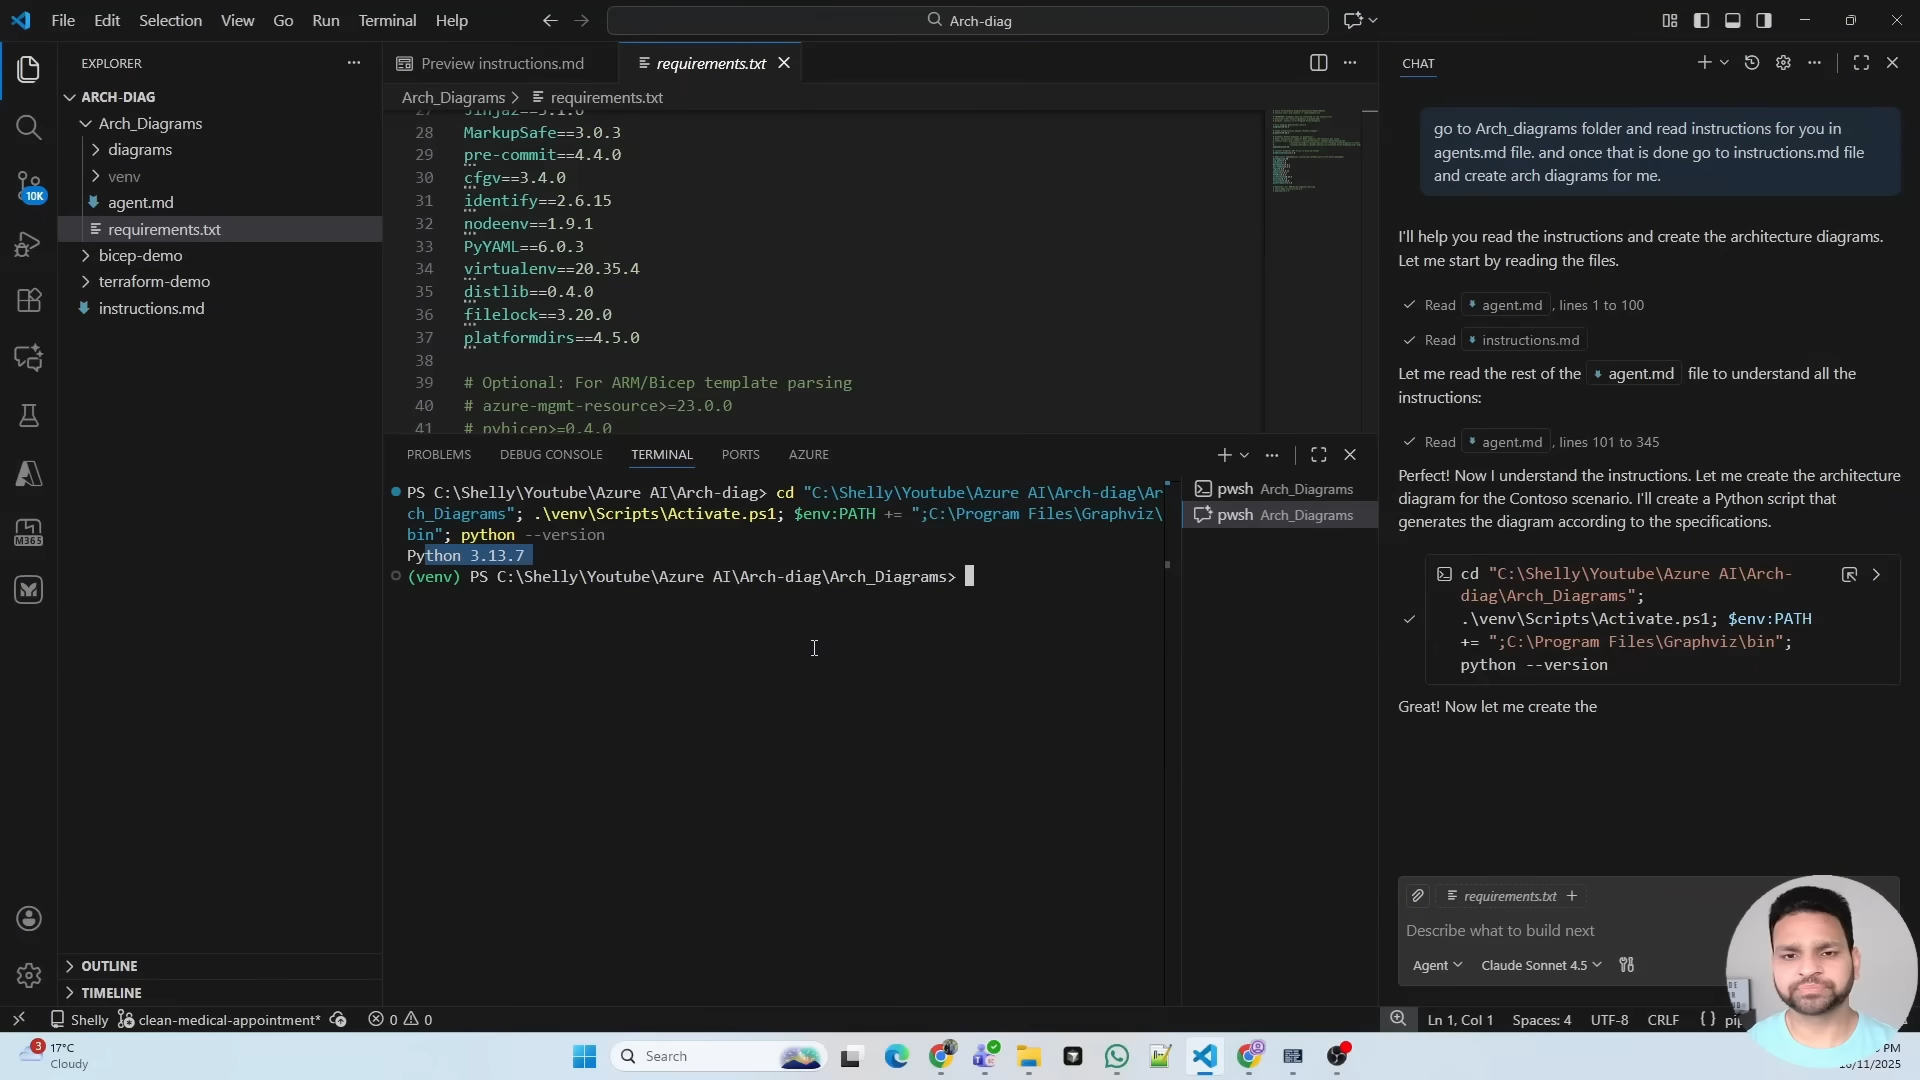 File Edit Selection View Go Run Terminal Help
Arch-diag
EXPLORER
ARCH-DIAG
Arch_Diagrams
diagrams
venv
agent.md
requirements.txt
bicep-demo
terraform-demo
instructions.md
10K
M365
OUTLINE
TIMELINE
Preview instructions.md
requirements.txt
Arch_Diagrams > requirements.txt
28 MarkupSafe==3.0.3
29 pre-commit==4.4.0
30 cfgv==3.4.0
31 identify==2.6.15
32 nodeenv==1.9.1
33 PyYAML==6.0.3
34 virtualenv==20.35.4
35 distlib==0.4.0
36 filelock==3.20.0
37 platformdirs==4.5.0
38
39 # Optional: For ARM/Bicep template parsing
40 # azure-mgmt-resource>=23.0.0
41 # pybicep>=0.4.0
PROBLEMS DEBUG CONSOLE TERMINAL PORTS AZURE
PS C:\Shelly\Youtube\Azure AI\Arch-diag> cd "C:\Shelly\Youtube\Azure AI\Arch-diag\Ar
ch_Diagrams"; .\venv\Scripts\Activate.ps1; $env:PATH += ";C:\Program Files\Graphviz\
bin"; python --version
Python 3.13.7
(venv) PS C:\Shelly\Youtube\Azure AI\Arch-diag\Arch_Diagrams>
pwsh Arch_Diagrams
pwsh Arch_Diagrams
CHAT
go to Arch_diagrams folder and read instructions for you in
agents.md file. and once that is done go to instructions.md file
and create arch diagrams for me.
I'll help you read the instructions and create the architecture diagrams.
Let me start by reading the files.
Read agent.md, lines 1 to 100
Read instructions.md
Let me read the rest of the agent.md file to understand all the
instructions:
Read agent.md, lines 101 to 345
Perfect! Now I understand the instructions. Let me create the architecture
diagram for the Contoso scenario. I'll create a Python script that
generates the diagram according to the specifications.
cd "C:\Shelly\Youtube\Azure AI\Arch-
diag\Arch_Diagrams";
.\venv\Scripts\Activate.ps1; $env:PATH
+= ";C:\Program Files\Graphviz\bin";
python --version
Great! Now let me create the
requirements.txt +
Describe what to build next
Agent Claude Sonnet 4.5
Shelly clean-medical-appointment* 0 0
Ln 1, Col 1 Spaces: 4 UTF-8 CRLF { }
3
17°C
Cloudy
Search
PM
/11/2025